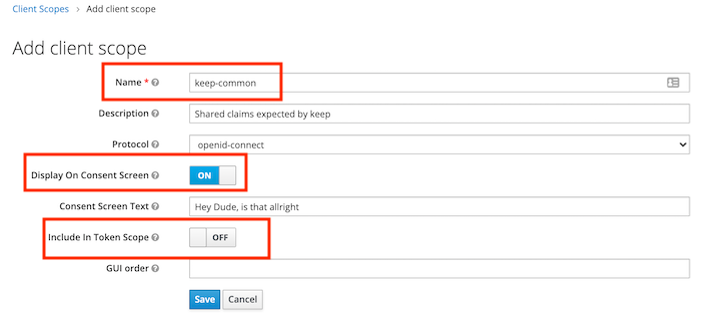 Client Scopes > Add client scope
Add client scope
Name * keep-common
Description Shared claims expected by keep
Protocol openid-connect
Display On Consent Screen ON
Consent Screen Text Hey Dude, is that allright
Include In Token Scope OFF
GUI order
Save Cancel